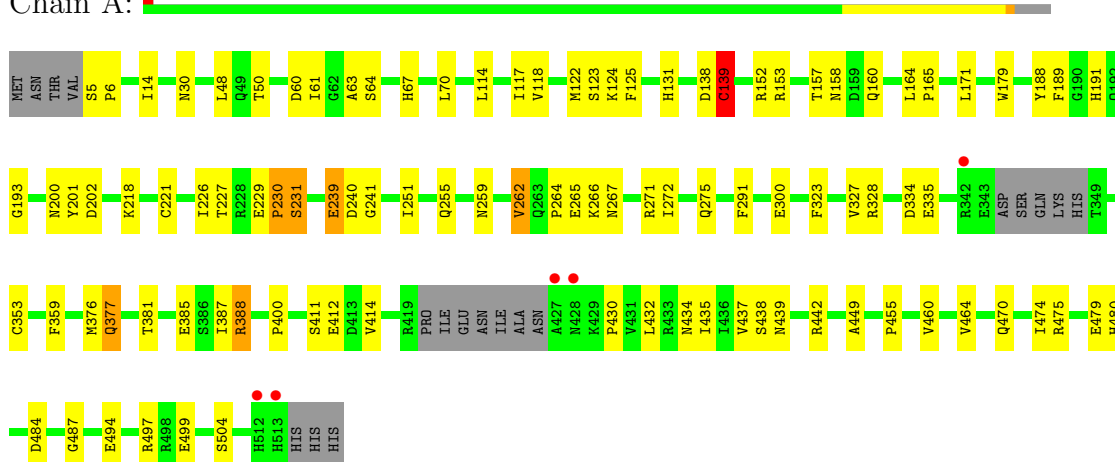 Chain A:
MET ASN THR VAL S5 P6 I14 N30 L48 Q49 T50 D60 I61 G62 A63 S64 H67 L70 L114 I117 V118 M122 S123 K124 F125 H131 D138 C139 R152 R153 T157 N158 D159 Q160 L164 P165 L171 W179 Y188 F189 G190 H191
G193 N200 Y201 D202 K218 C221 I226 T227 R228 E229 P230 S231 E239 D240 G241 I251 Q255 N259 V262 Q263 P264 E265 K266 N267 R271 I272 Q275 F291 E300 F323 V327 R328 D334 E335 R342 E343 ASP SER GLN LYS HIS T349
C353 F359 M376 Q377 T381 E385 S386 I387 R388 P400 S411 E412 D413 V414 R419 PRO ILE GLU ASN ILE ALA ASN A427 N428 K429 P430 V431 L432 R433 N434 I435 I436 V437 S438 N439 R442 A449 P455 V460 V464 Q470 I474 R475 E479
D484 G487 E494 R497 R498 E499 S504 H512 H513 HIS HIS HIS